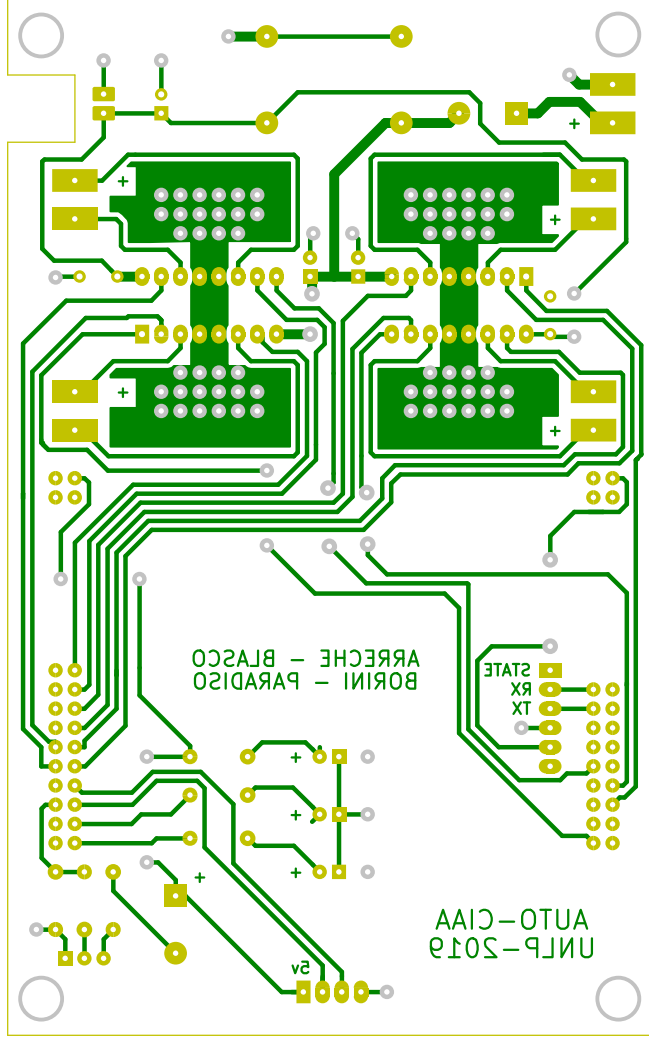 +
+
+
+
+
ARRECHE - BLASCO
BORINI - PARADISO
STATE
RX
TX
+
+
+
+
AUTO-CIAA
UNLP-2019
5v